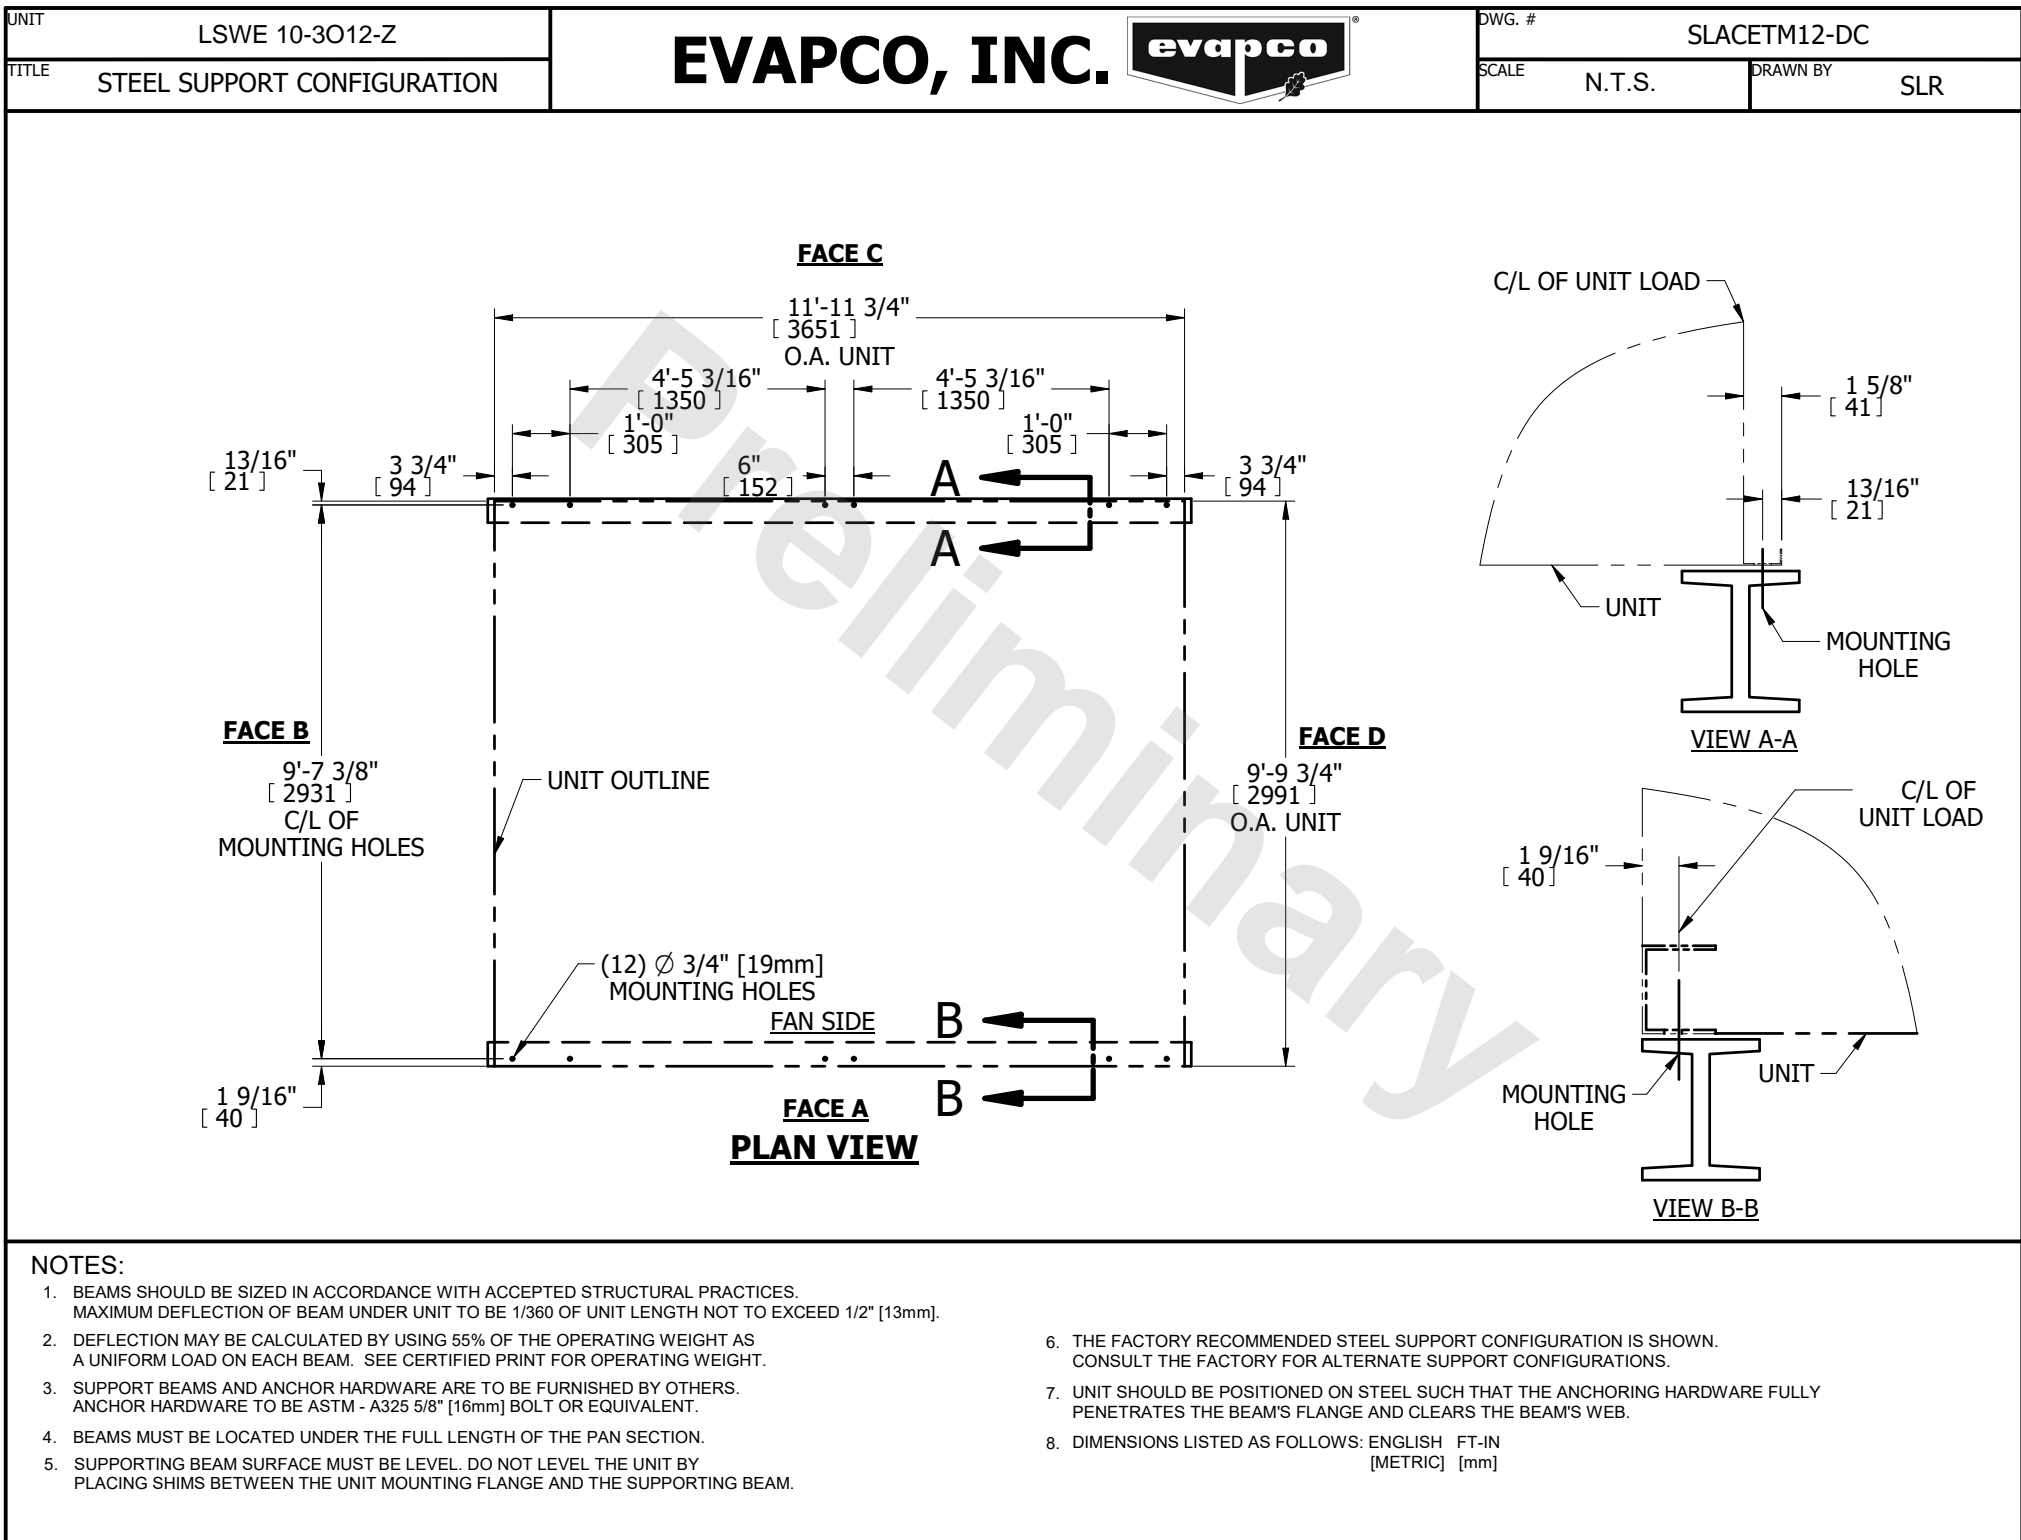 UNIT
LSWE 10-3O12-Z
TITLE
STEEL SUPPORT CONFIGURATION
EVAPCO, INC.
evapco
®
DWG. #
SLACETM12-DC
SCALE
N.T.S.
DRAWN BY
SLR
FACE C
11'-11 3/4"
[ 3651 ]
O.A. UNIT
4'-5 3/16"
[ 1350 ]
4'-5 3/16"
[ 1350 ]
1'-0"
[ 305 ]
1'-0"
[ 305 ]
13/16"
[ 21 ]
3 3/4"
[ 94 ]
6"
[ 152 ]
A
3 3/4"
[ 94 ]
A
FACE B
9'-7 3/8"
[ 2931 ]
C/L OF
MOUNTING HOLES
UNIT OUTLINE
FACE D
9'-9 3/4"
[ 2991 ]
O.A. UNIT
(12) Ø 3/4" [19mm]
MOUNTING HOLES
FAN SIDE
B
1 9/16"
[ 40 ]
B
FACE A
PLAN VIEW
Preliminary
C/L OF UNIT LOAD
1 5/8"
[ 41 ]
13/16"
[ 21 ]
UNIT
MOUNTING
HOLE
VIEW A-A
C/L OF
UNIT LOAD
1 9/16"
[ 40 ]
MOUNTING
HOLE
UNIT
VIEW B-B
NOTES:
1. BEAMS SHOULD BE SIZED IN ACCORDANCE WITH ACCEPTED STRUCTURAL PRACTICES.
MAXIMUM DEFLECTION OF BEAM UNDER UNIT TO BE 1/360 OF UNIT LENGTH NOT TO EXCEED 1/2" [13mm].
2. DEFLECTION MAY BE CALCULATED BY USING 55% OF THE OPERATING WEIGHT AS
A UNIFORM LOAD ON EACH BEAM. SEE CERTIFIED PRINT FOR OPERATING WEIGHT.
3. SUPPORT BEAMS AND ANCHOR HARDWARE ARE TO BE FURNISHED BY OTHERS.
ANCHOR HARDWARE TO BE ASTM - A325 5/8" [16mm] BOLT OR EQUIVALENT.
4. BEAMS MUST BE LOCATED UNDER THE FULL LENGTH OF THE PAN SECTION.
5. SUPPORTING BEAM SURFACE MUST BE LEVEL. DO NOT LEVEL THE UNIT BY
PLACING SHIMS BETWEEN THE UNIT MOUNTING FLANGE AND THE SUPPORTING BEAM.
6. THE FACTORY RECOMMENDED STEEL SUPPORT CONFIGURATION IS SHOWN.
CONSULT THE FACTORY FOR ALTERNATE SUPPORT CONFIGURATIONS.
7. UNIT SHOULD BE POSITIONED ON STEEL SUCH THAT THE ANCHORING HARDWARE FULLY
PENETRATES THE BEAM'S FLANGE AND CLEARS THE BEAM'S WEB.
8. DIMENSIONS LISTED AS FOLLOWS: ENGLISH FT-IN
[METRIC] [mm]